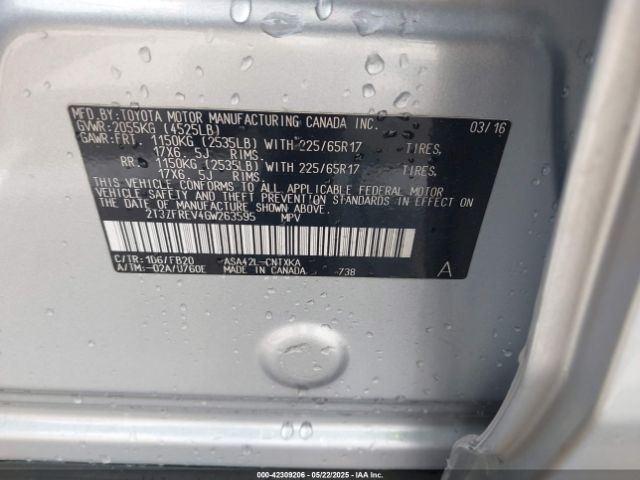 MFD.BY:TOYOTA MOTOR MANUFACTURING CANADA INC. 03/16
GVWR:2055KG (4525LB)
GAWR:FRT 1150KG (2535LB) WITH 225/65R17 TIRES,
17X6.5J RIMS.
RR 1150KG (2535LB) WITH 225/65R17 TIRES,
17X6.5J RIMS.
THIS VEHICLE CONFORMS TO ALL APPLICABLE FEDERAL MOTOR
VEHICLE SAFETY AND THEFT PREVENTION STANDARDS IN EFFECT ON
THE DATE OF MANUFACTURE SHOWN ABOVE.
2T3ZFREV4GW263595 MPV
C/TR:1D6/FB20 ASA42L-CNTXKA
A/TM:-02A/U760E MADE IN CANADA 738 A
000-42309206 - 05/22/2025 - IAA Inc.